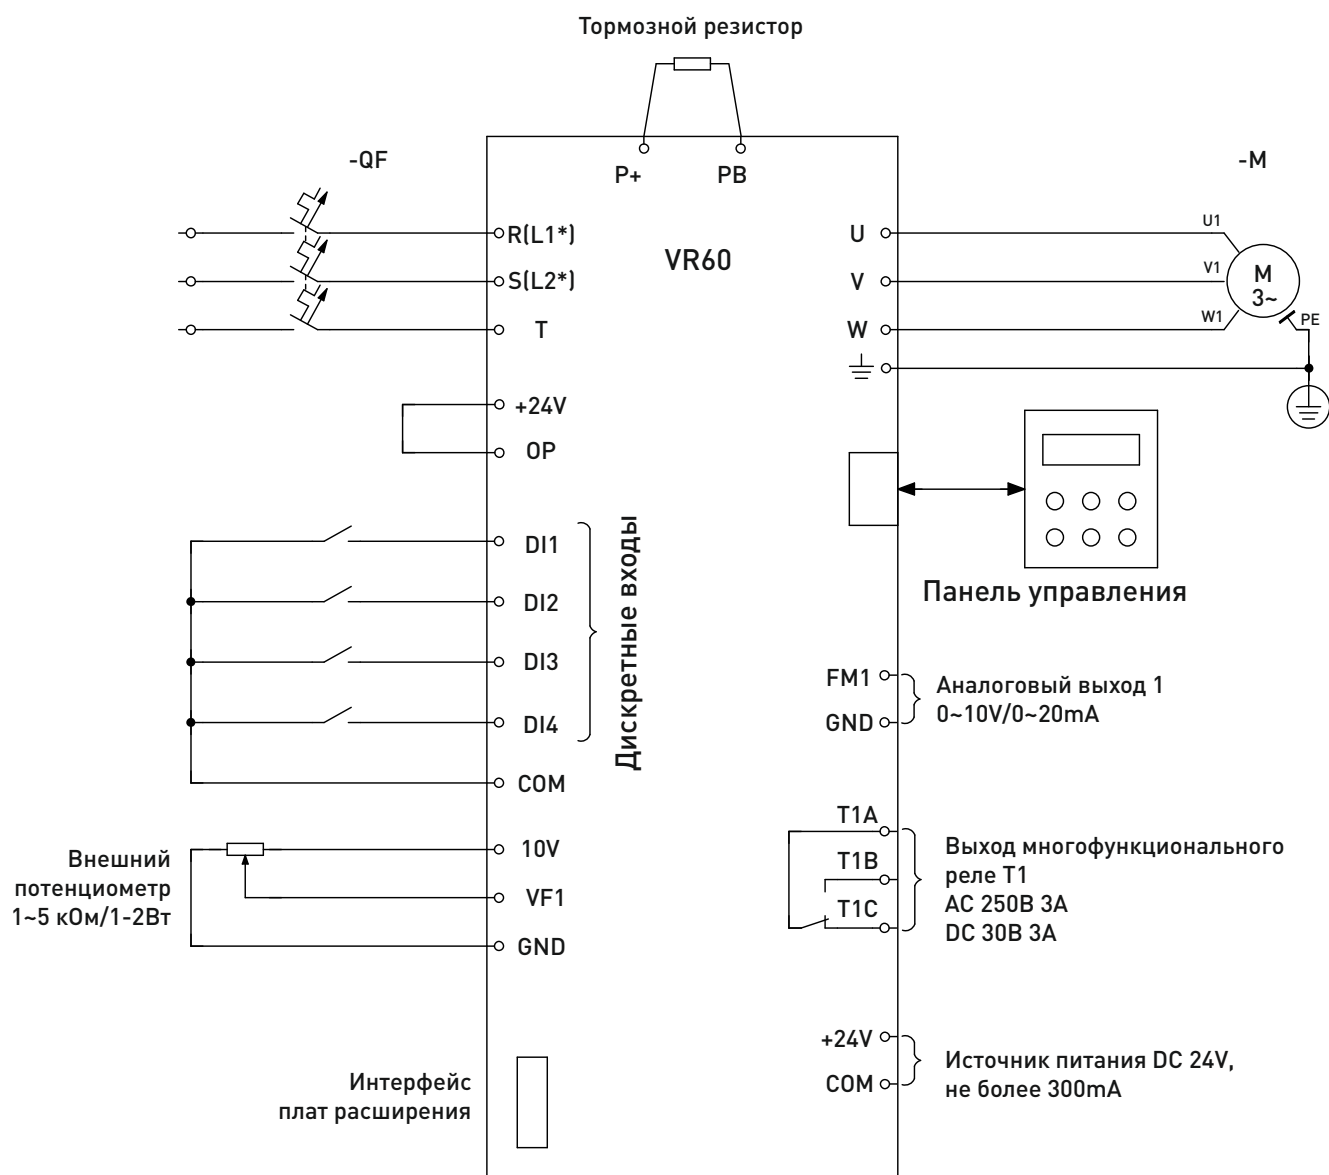 Тормозной резистор
P+
PB
-QF
-M
R(L1*)
S(L2*)
T
VR60
U
V
W
U1
V1
W1
M
3~
PE
+24V
OP
DI1
DI2
DI3
DI4
COM
Дискретные входы
Панель управления
FM1
GND
Аналоговый выход 1
0~10V/0~20mA
10V
VF1
GND
Внешний
потенциометр
1~5 кОм/1-2Вт
T1A
T1B
T1C
Выход многофункционального
реле Т1
AC 250В 3А
DC 30В 3А
+24V
COM
Источник питания DC 24V,
не более 300mA
Интерфейс
плат расширения